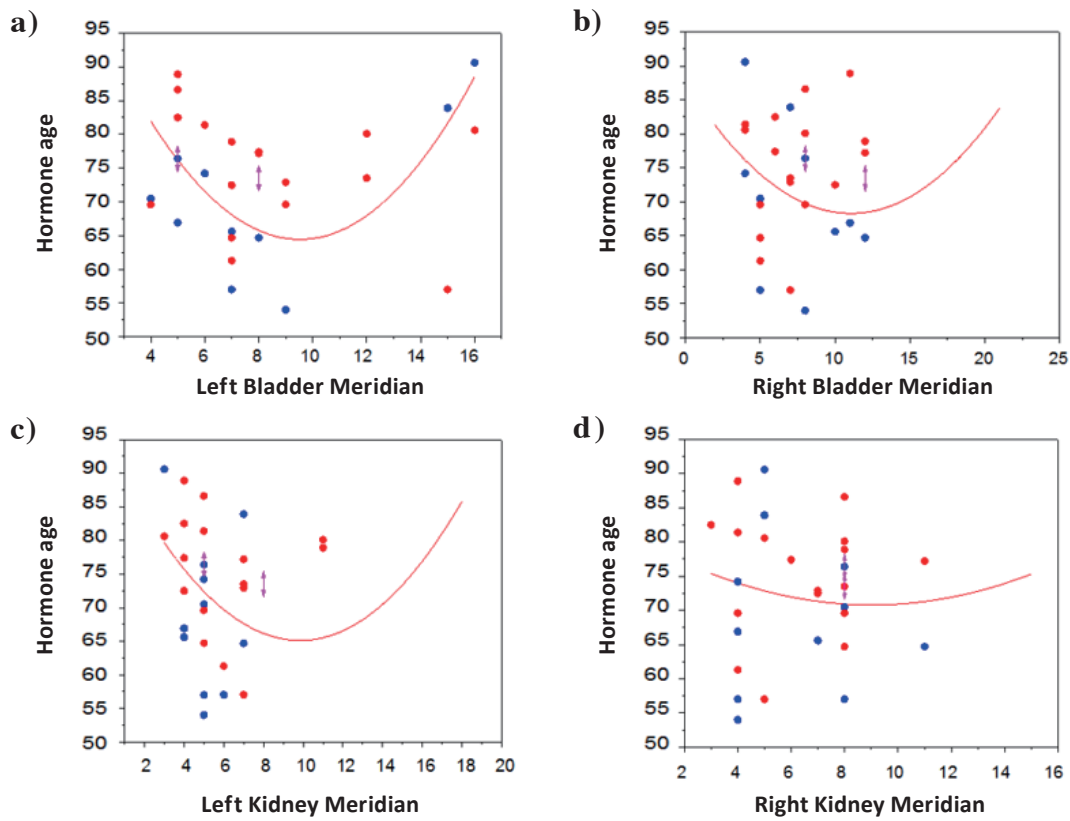 a)
95
90
85
80
75
70
65
60
55
50
Hormone age
4 6 8 10 12 14 16
Left Bladder Meridian
b)
95
90
85
80
75
70
65
60
55
50
Hormone age
0 5 10 15 20 25
Right Bladder Meridian
c)
95
90
85
80
75
70
65
60
55
50
Hormone age
2 4 6 8 10 12 14 16 18 20
Left Kidney Meridian
d)
95
90
85
80
75
70
65
60
55
50
Hormone age
2 4 6 8 10 12 14 16
Right Kidney Meridian